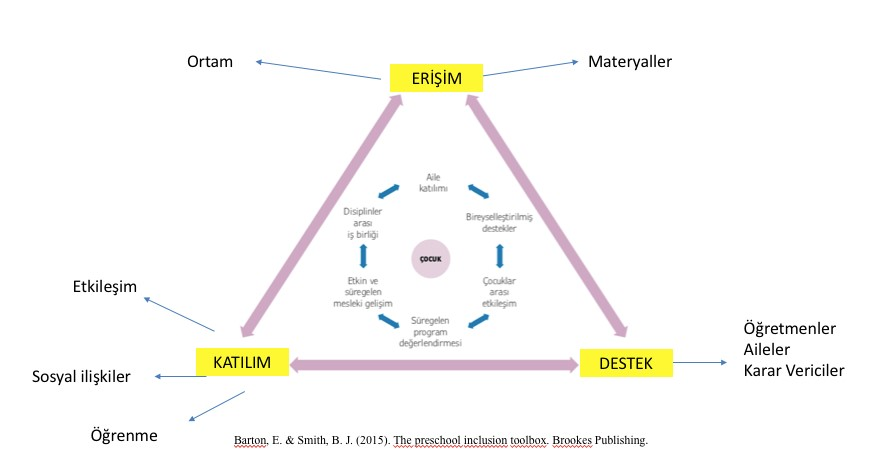 Ortam
ERİŞİM
Materyaller
Aile
katılımı
Disiplinler
arası
iş birliği
Bireyselleştirilmiş
destekler
ÇOCUK
Etkin ve
süregelen
mesleki gelişim
Çocuklar
arası
etkileşim
Süregelen
program
değerlendirmesi
Etkileşim
KATILIM
Sosyal ilişkiler
Öğrenme
DESTEK
Öğretmenler
Aileler
Karar Vericiler
Barton, E. & Smith, B. J. (2015). The preschool inclusion toolbox. Brookes Publishing.